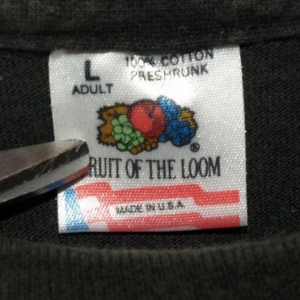 L
ADULT
100% COTTON
PRESHRUNK
®
RUIT OF THE LOOM
MADE IN U.S.A.